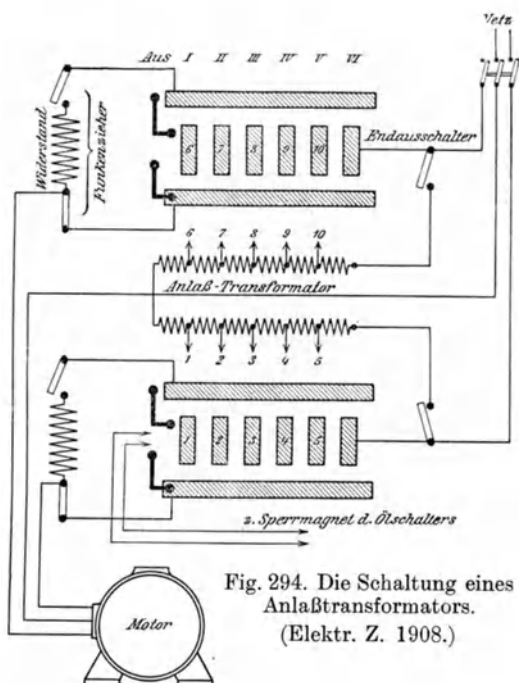 Netz
Aus I II III IV V VI
Widerstand
Funkenzieher
6 7 8 9 10
Endausschalter
6 7 8 9 10
Anlaß-Transformator
1 2 3 4 5
1 2 3 4 5
z. Sperrmagnet d. Ölschalters
Motor
Fig. 294. Die Schaltung eines
Anlaßtransformators.
(Elektr. Z. 1908.)